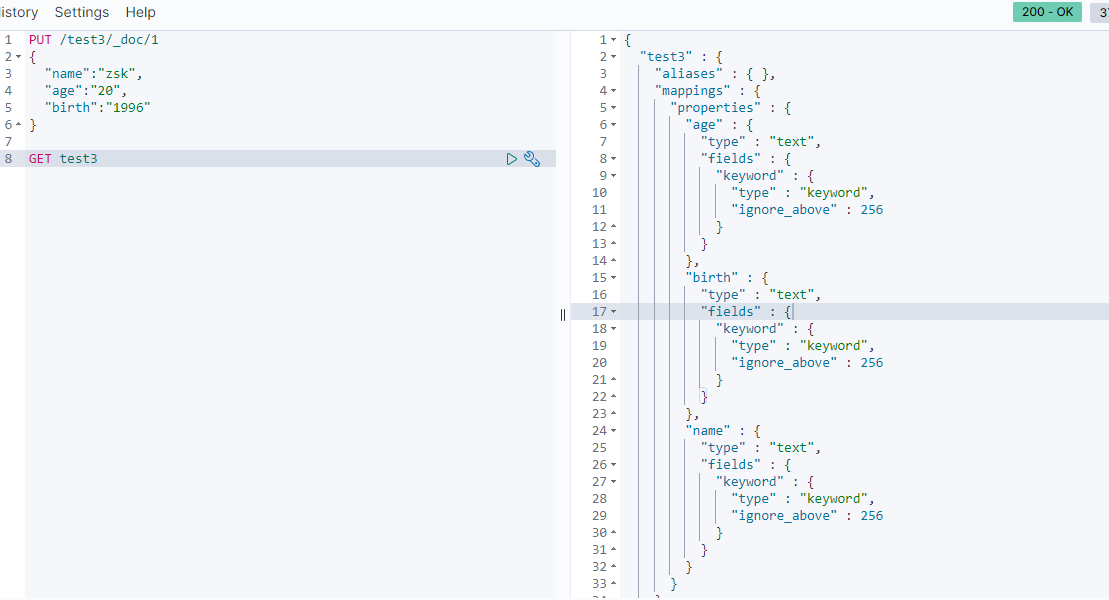 istory Settings Help
200 - OK
37
1 PUT /test3/_doc/1
2 {
3 "name":"zsk",
4 "age":"20",
5 "birth":"1996"
6 }
7
8 GET test3
1 {
2 "test3" : {
3 "aliases" : { },
4 "mappings" : {
5 "properties" : {
6 "age" : {
7 "type" : "text",
8 "fields" : {
9 "keyword" : {
10 "type" : "keyword",
11 "ignore_above" : 256
12 }
13 }
14 },
15 "birth" : {
16 "type" : "text",
17 "fields" : {
18 "keyword" : {
19 "type" : "keyword",
20 "ignore_above" : 256
21 }
22 }
23 },
24 "name" : {
25 "type" : "text",
26 "fields" : {
27 "keyword" : {
28 "type" : "keyword",
29 "ignore_above" : 256
30 }
31 }
32 }
33 }